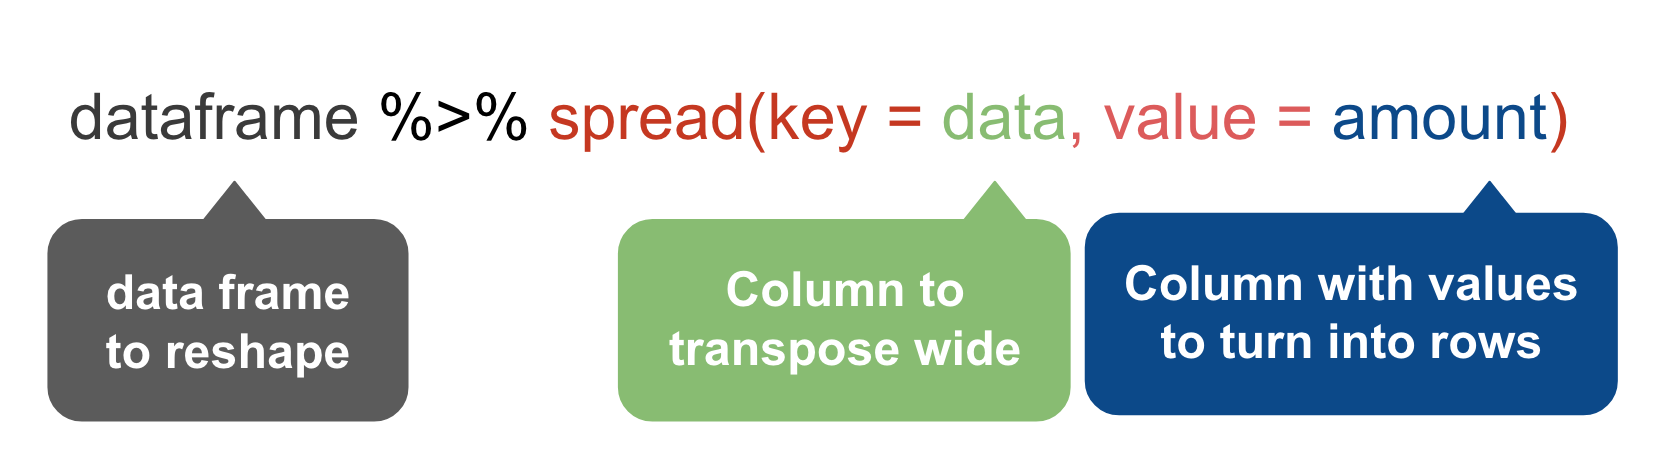 dataframe %>% spread(key = data, value = amount)
data frame
to reshape
Column to
transpose wide
Column with values
to turn into rows